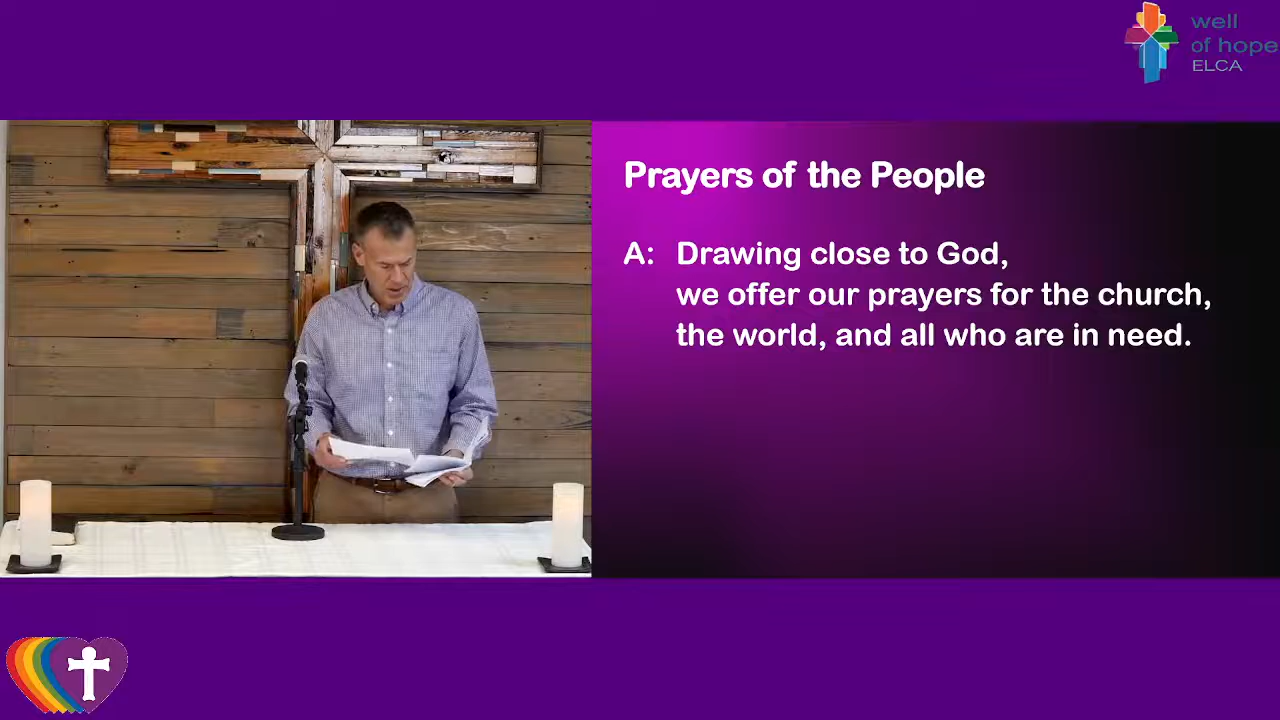 well
of hope
ELCA
Prayers of the People
A: Drawing close to God,
we offer our prayers for the church,
the world, and all who are in need.